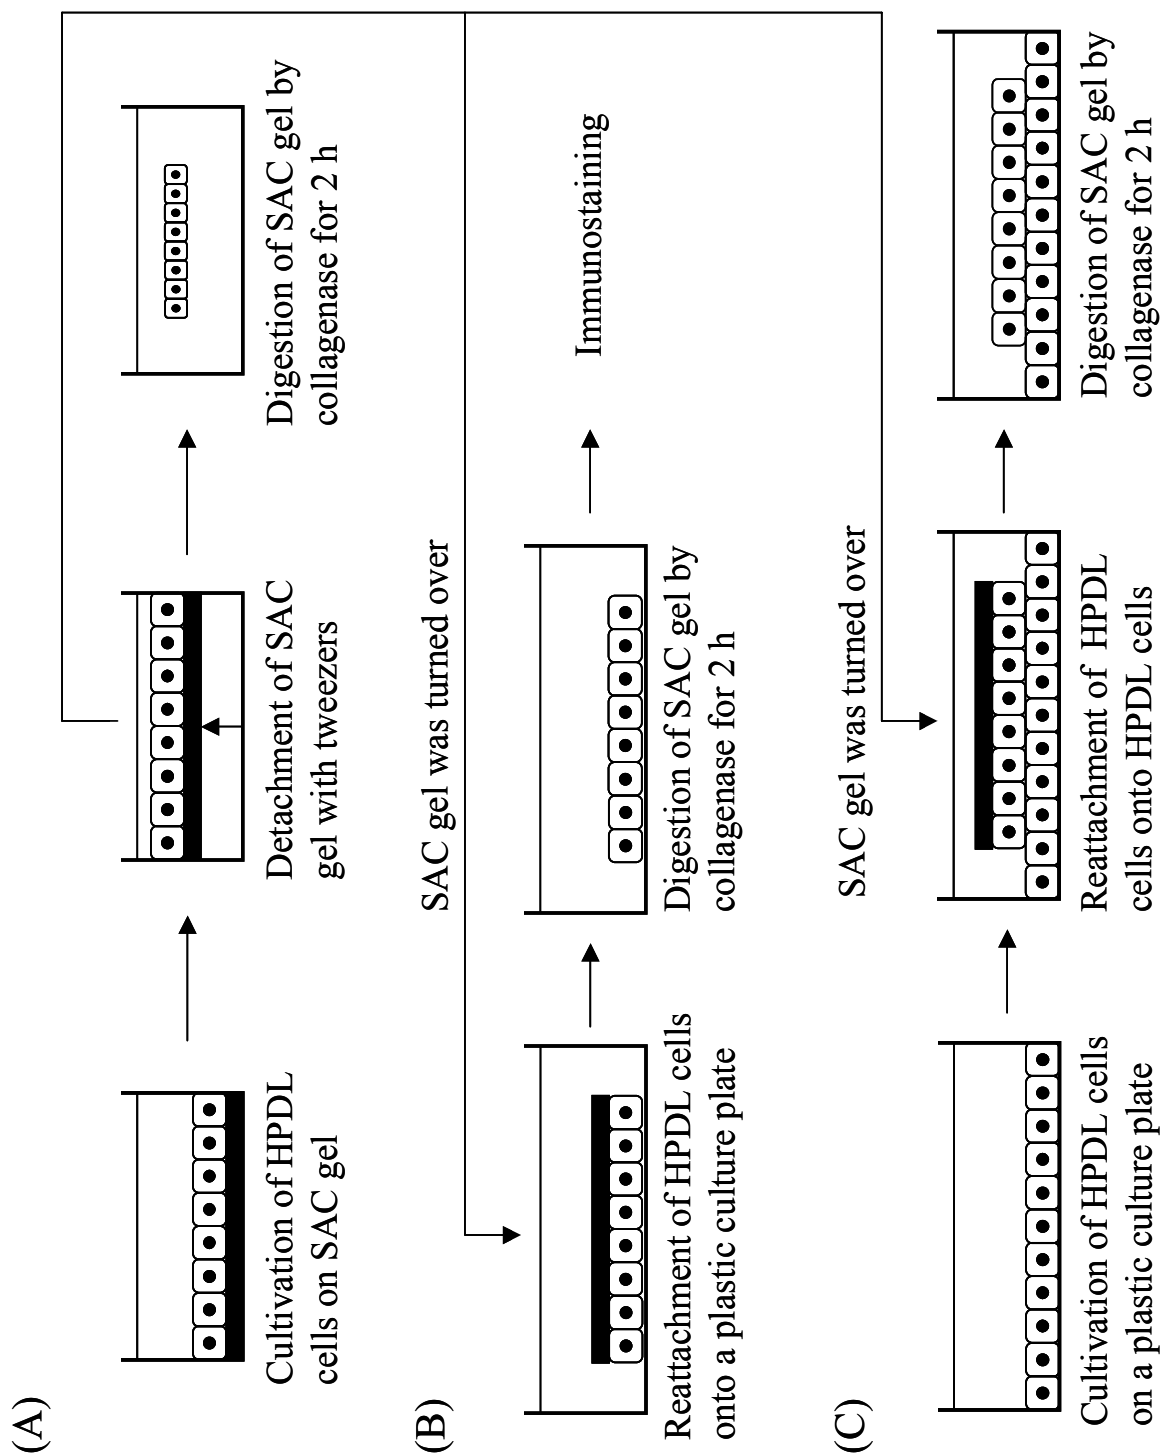 (A)
Cultivation of HPDL
cells on SAC gel
Detachment of SAC
gel with tweezers
Digestion of SAC gel by
collagenase for 2 h
(B)
SAC gel was turned over
Reattachment of HPDL cells
onto a plastic culture plate
Digestion of SAC gel by
collagenase for 2 h
Immunostaining
(C)
SAC gel was turned over
Cultivation of HPDL cells
on a plastic culture plate
Reattachment of HPDL
cells onto HPDL cells
Digestion of SAC gel by
collagenase for 2 h